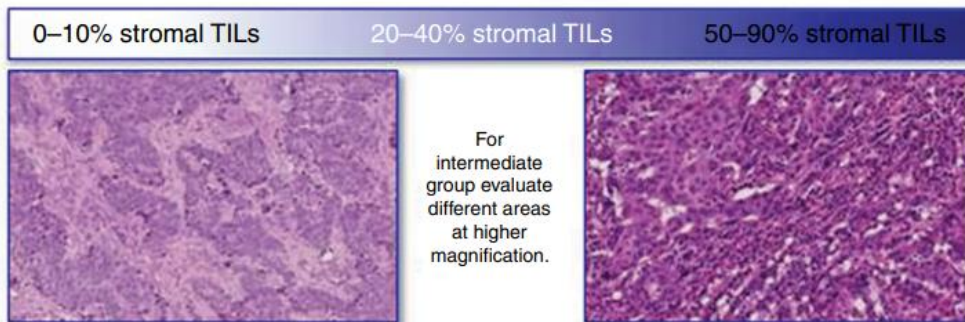 0–10% stromal TILs 20–40% stromal TILs 50–90% stromal TILs
For
intermediate
group evaluate
different areas
at higher
magnification.